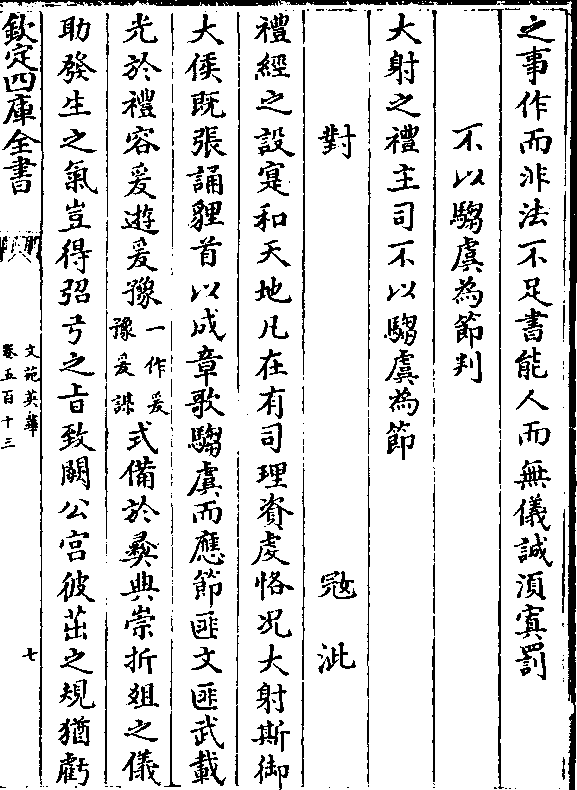 之事作而非法不足書能人而無儀誠湏寘罰
不以騶虞為節判
大射之禮主司不以騶虞為節
對　冦泚
禮經之設寔和天地凡在有司理資虔恪况大射斯御
大侯既張誦貍首以成章歌騶虞而應節匪文匪武載
光於禮容爰遊爰豫一作爰豫爰課式備於彞典崇折俎之儀
助發生之氣豈得弨弓之㫖致闕公宫彼茁之規猶虧
欽定四庫全書
文苑英華
卷五百十三
七